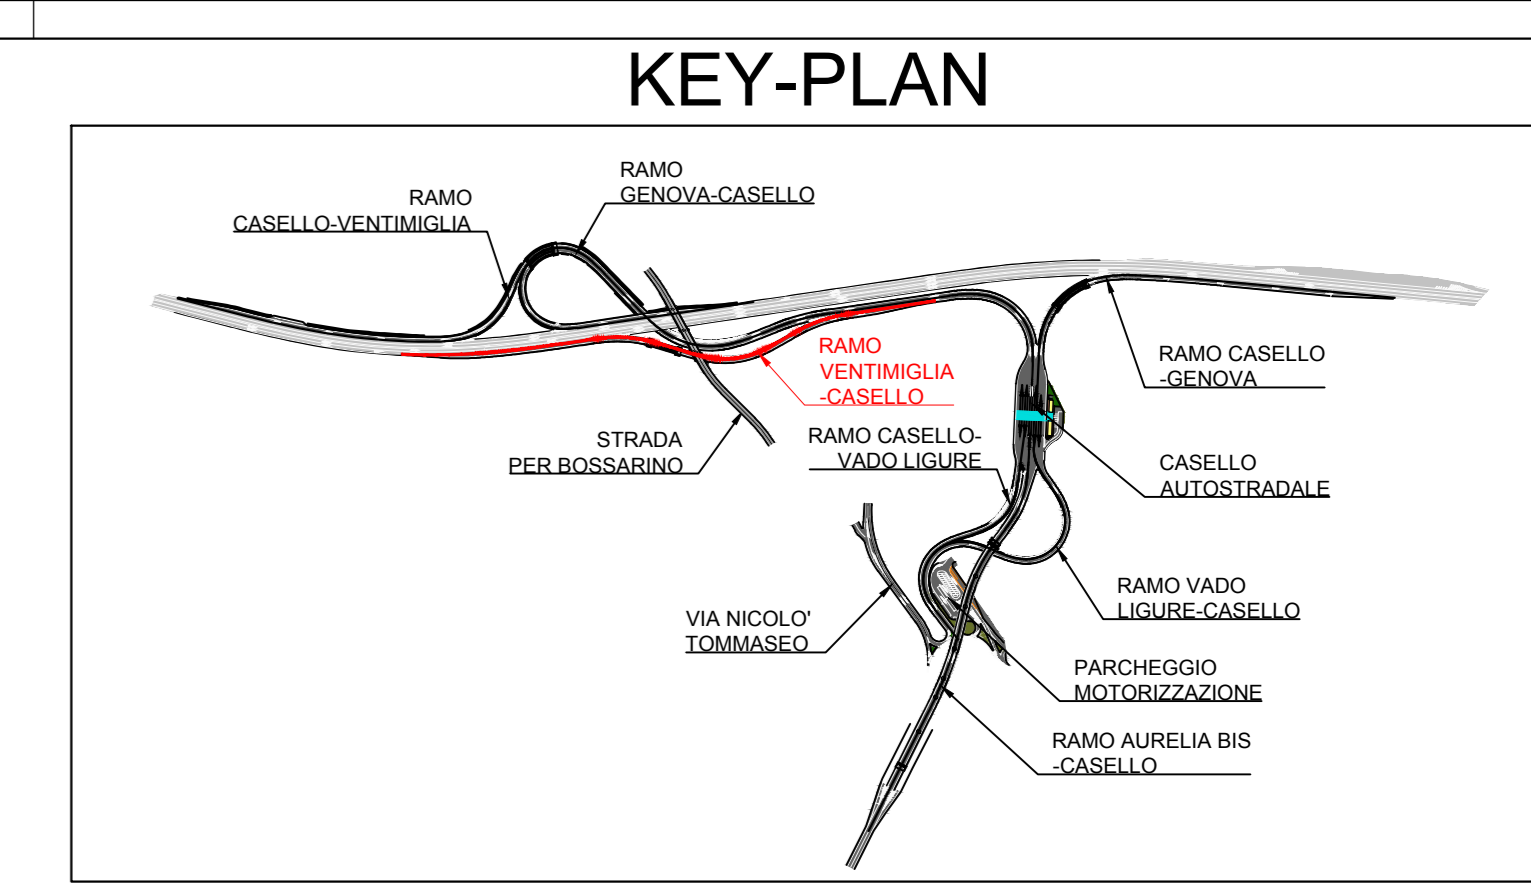 KEY-PLAN
RAMO
GENOVA-CASELLO
RAMO
CASELLO-VENTIMIGLIA
RAMO
VENTIMIGLIA
-CASELLO
RAMO CASELLO
-GENOVA
STRADA
PER BOSSARINO
RAMO CASELLO-
VADO LIGURE
CASELLO
AUTOSTRADALE
RAMO VADO
LIGURE-CASELLO
VIA NICOLO'
TOMMASEO
PARCHEGGIO
MOTORIZZAZIONE
RAMO AURELIA BIS
-CASELLO